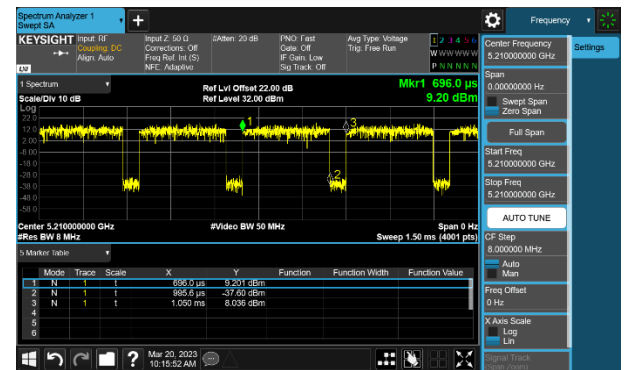 Spectrum Analyzer 1
Swept SA
+
Frequency
KEYSIGHT
Input: RF
Coupling: DC
Align: Auto
Input Z: 50 Ω
Corrections: Off
Freq Ref: Int (S)
NFE: Adaptive
#Atten: 20 dB
PNO: Fast
Gate: Off
IF Gain: Low
Sig Track: Off
Avg Type: Voltage
Trig: Free Run
1 2 3 4 5 6
W W W W W W
P N N N N N
LXI
1 Spectrum
Scale/Div 10 dB
Ref Lvl Offset 22.00 dB
Ref Level 32.00 dBm
Mkr1 696.0 µs
9.20 dBm
Log
22.0
12.0
2.00
-8.00
-18.0
-28.0
-38.0
-48.0
-58.0
1
2
3
Center 5.210000000 GHz
#Res BW 8 MHz
#Video BW 50 MHz
Span 0 Hz
Sweep 1.50 ms (4001 pts)
5 Marker Table
Mode Trace Scale X Y Function Function Width Function Value
1 N 1 t 696.0 µs 9.201 dBm
2 N 1 t 995.6 µs -37.60 dBm
3 N 1 t 1.050 ms 8.036 dBm
4
5
6
Mar 20, 2023
10:15:52 AM
Center Frequency
5.210000000 GHz
Settings
Span
0.00000000 Hz
Swept Span
Zero Span
Full Span
Start Freq
5.210000000 GHz
Stop Freq
5.210000000 GHz
AUTO TUNE
CF Step
8.000000 MHz
Auto
Man
Freq Offset
0 Hz
X Axis Scale
Log
Lin
Signal Track
(Span Zoom)